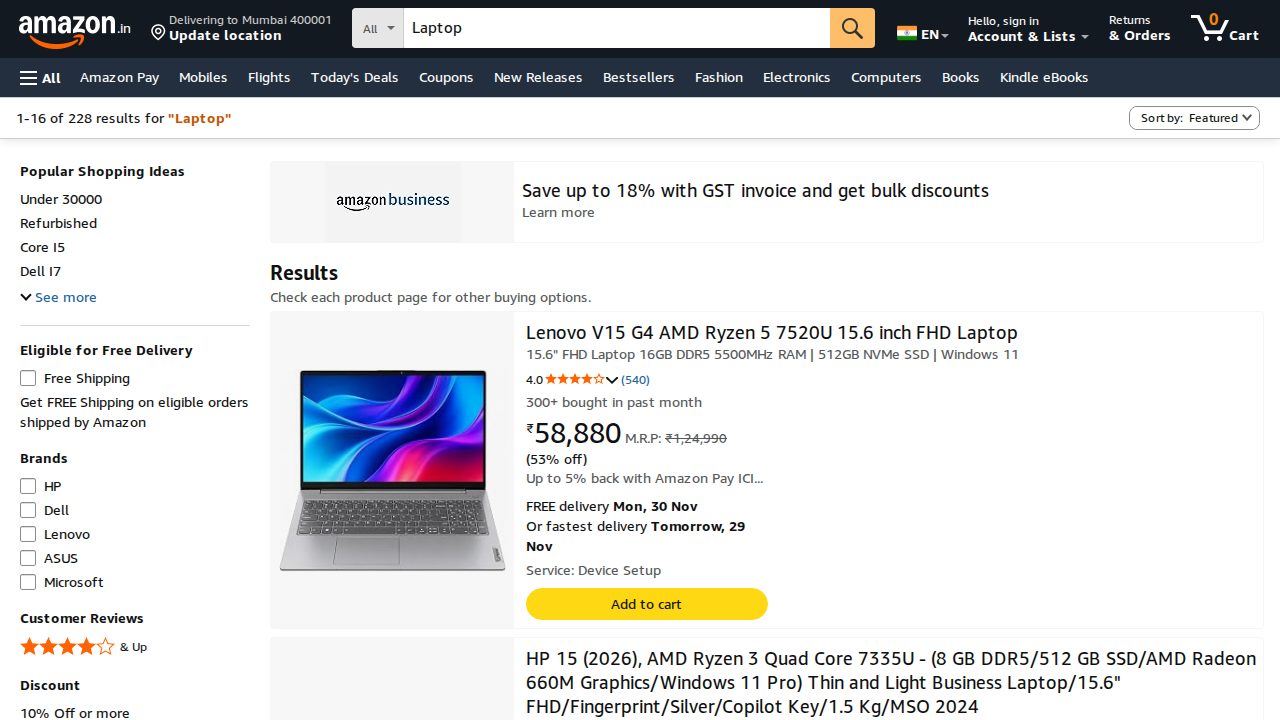 amazon.in
Delivering to Mumbai 400001
Update location
All
Laptop
EN
Hello, sign in
Account & Lists
Returns
& Orders
0
Cart
All
Amazon Pay
Mobiles
Flights
Today's Deals
Coupons
New Releases
Bestsellers
Fashion
Electronics
Computers
Books
Kindle eBooks
1-16 of 228 results for "Laptop"
Sort by: Featured
Popular Shopping Ideas
Under 30000
Refurbished
Core I5
Dell I7
See more
Eligible for Free Delivery
Free Shipping
Get FREE Shipping on eligible orders
shipped by Amazon
Brands
HP
Dell
Lenovo
ASUS
Microsoft
Customer Reviews
& Up
Discount
10% Off or more
amazon business
Save up to 18% with GST invoice and get bulk discounts
Learn more
Results
Check each product page for other buying options.
Lenovo V15 G4 AMD Ryzen 5 7520U 15.6 inch FHD Laptop
15.6" FHD Laptop 16GB DDR5 5500MHz RAM | 512GB NVMe SSD | Windows 11
4.0 (540)
300+ bought in past month
₹58,880 M.R.P: ₹1,24,990
(53% off)
Up to 5% back with Amazon Pay ICI...
FREE delivery Mon, 30 Nov
Or fastest delivery Tomorrow, 29
Nov
Service: Device Setup
Add to cart
HP 15 (2026), AMD Ryzen 3 Quad Core 7335U - (8 GB DDR5/512 GB SSD/AMD Radeon
660M Graphics/Windows 11 Pro) Thin and Light Business Laptop/15.6"
FHD/Fingerprint/Silver/Copilot Key/1.5 Kg/MSO 2024